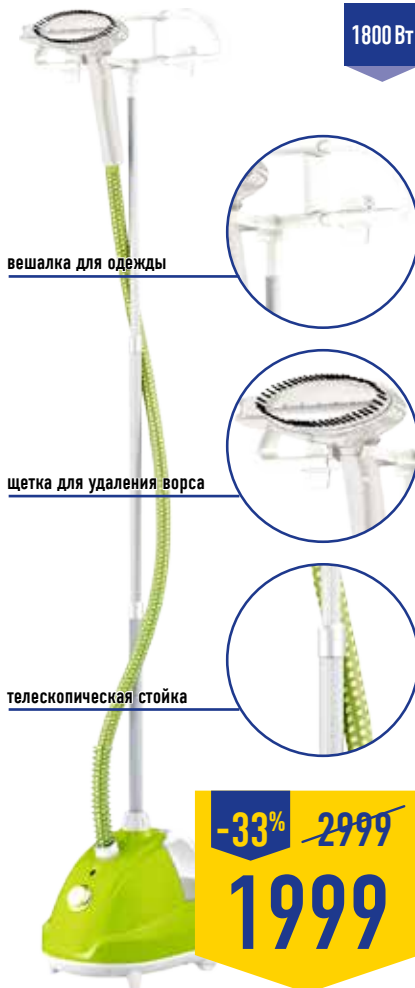 1800 Вт
вешалка для одежды
щетка для удаления ворса
телескопическая стойка
-33% 2999
1999